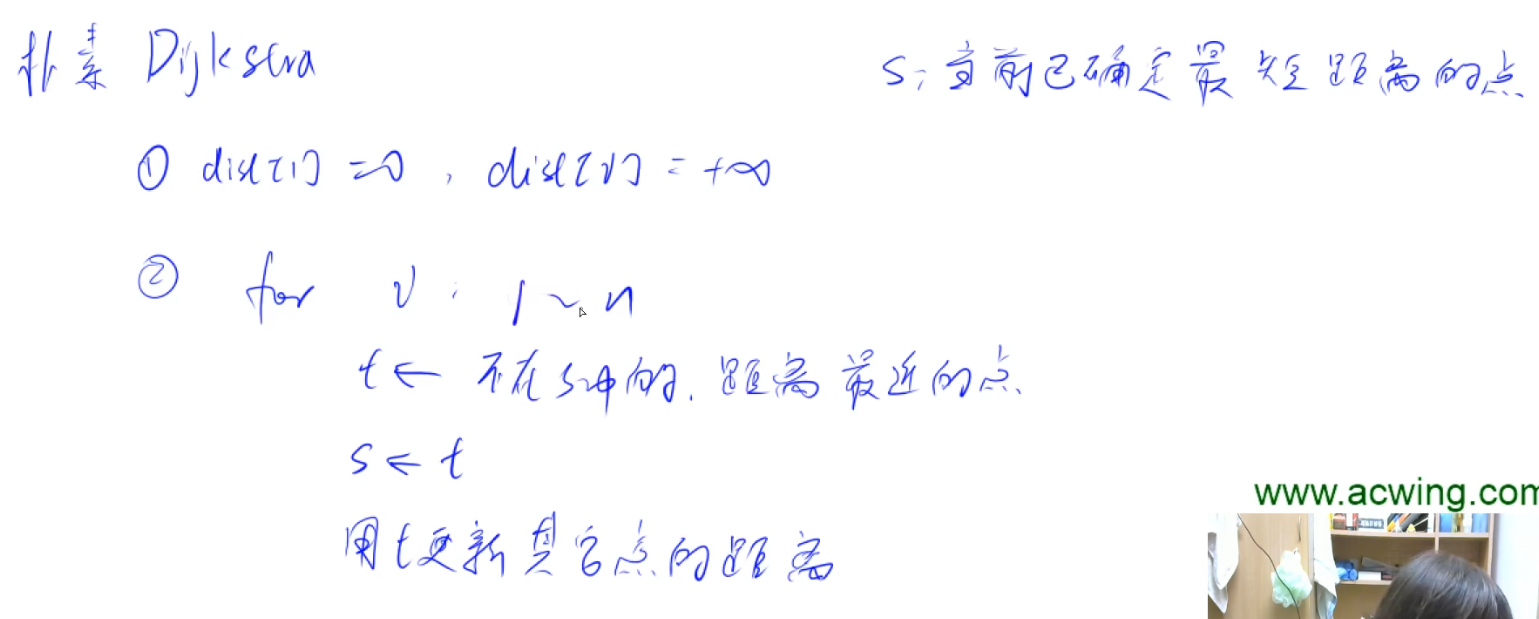 朴素 Dijkstra
s: 当前已确定最短距离的点
① dist[1] = 0, dist[v] = +∞
② for v: 1 ~ n
t ← 不在s中的, 距离最近的点
s ← t
用t更新其它点的距离
www.acwing.com